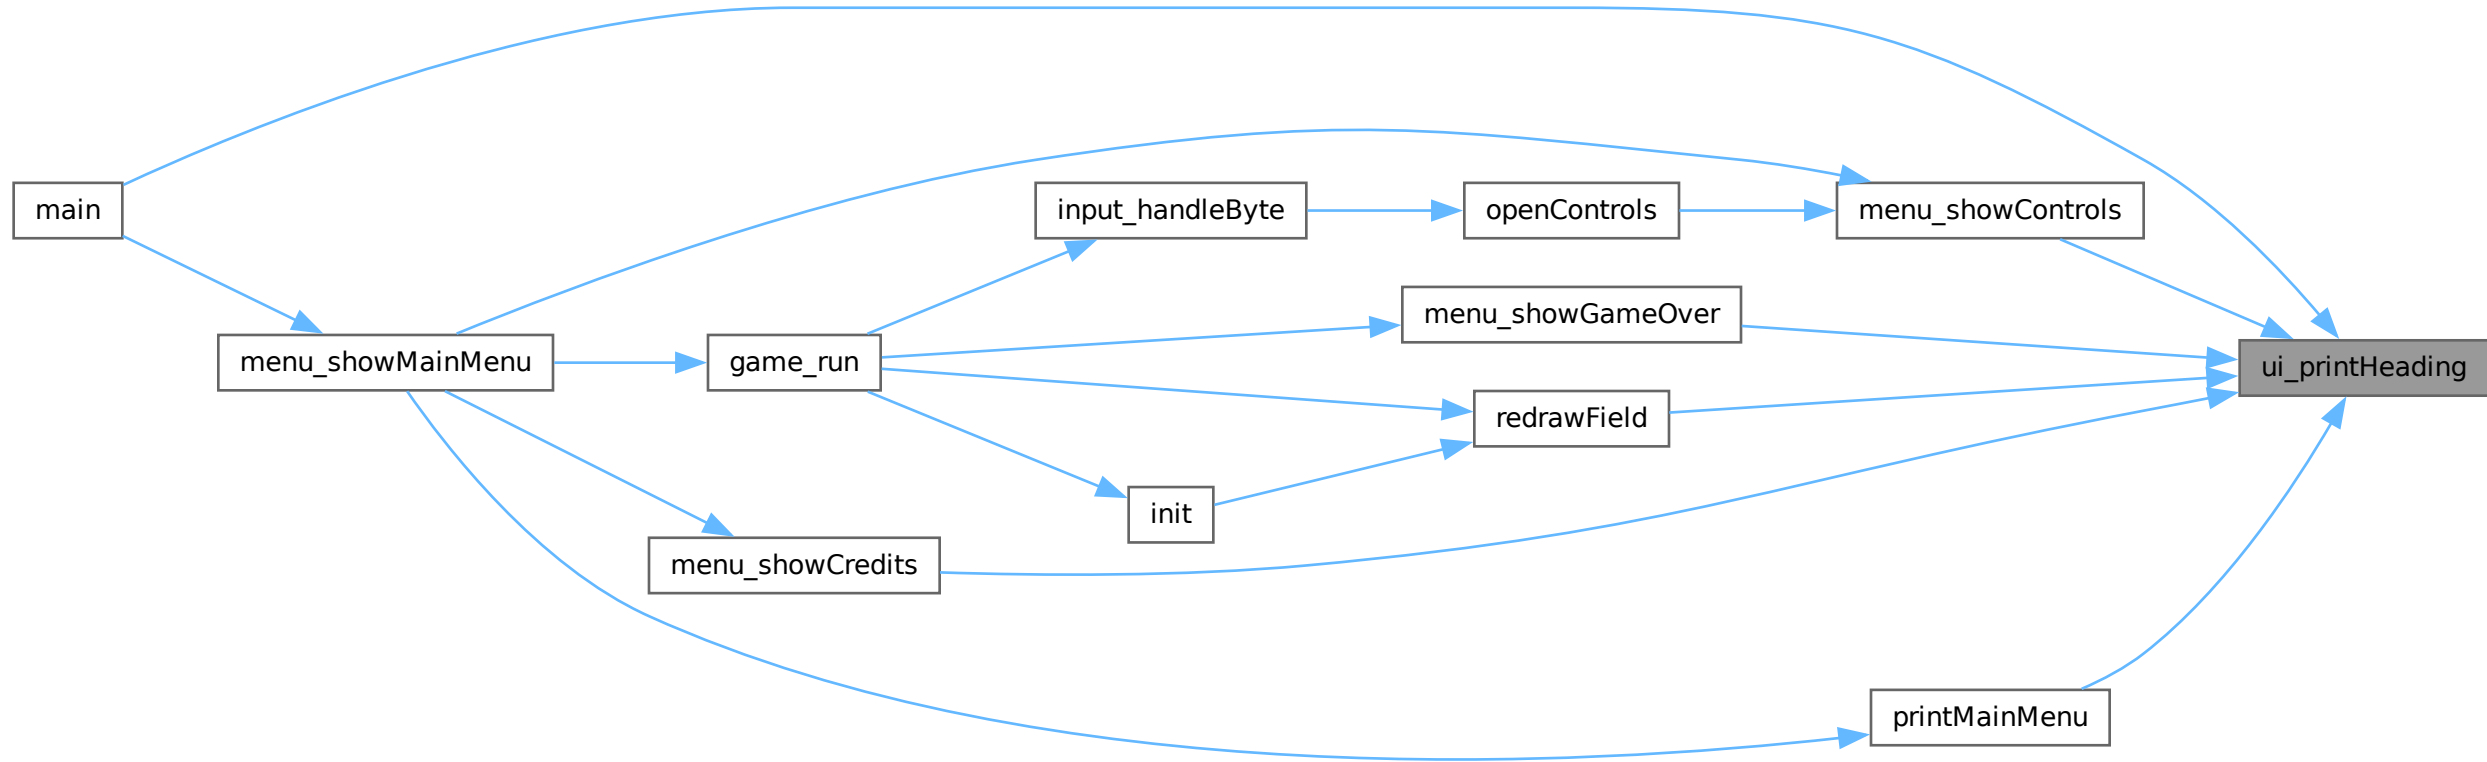 main
input_handleByte
openControls
menu_showControls
menu_showGameOver
menu_showMainMenu
game_run
ui_printHeading
redrawField
init
menu_showCredits
printMainMenu